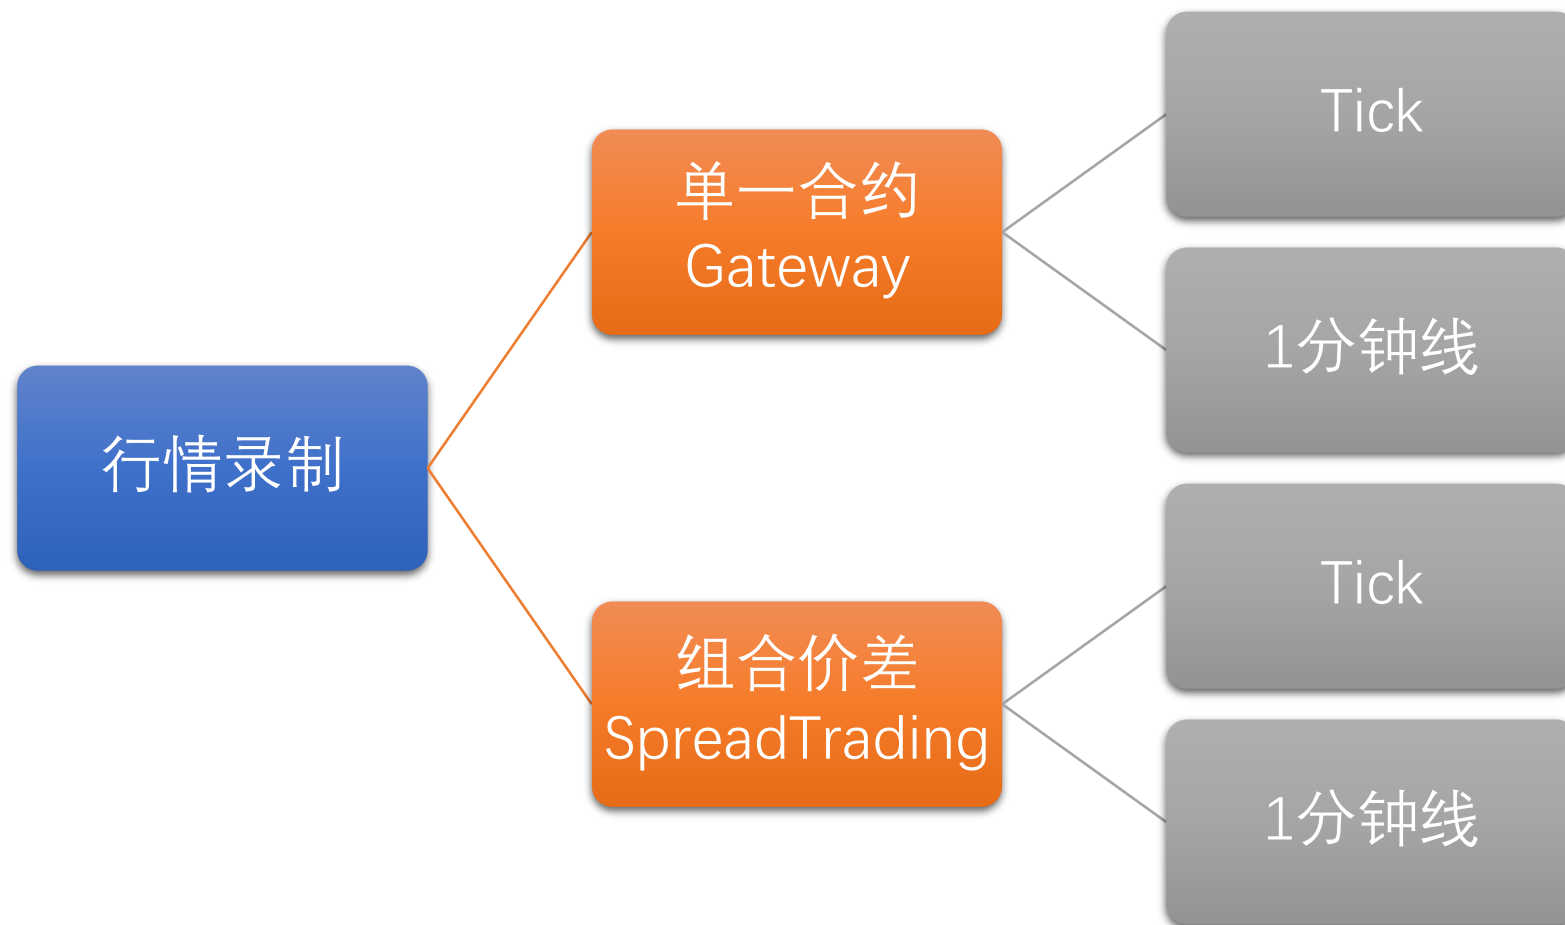 行情录制
单一合约
Gateway
Tick
1分钟线
组合价差
SpreadTrading
Tick
1分钟线